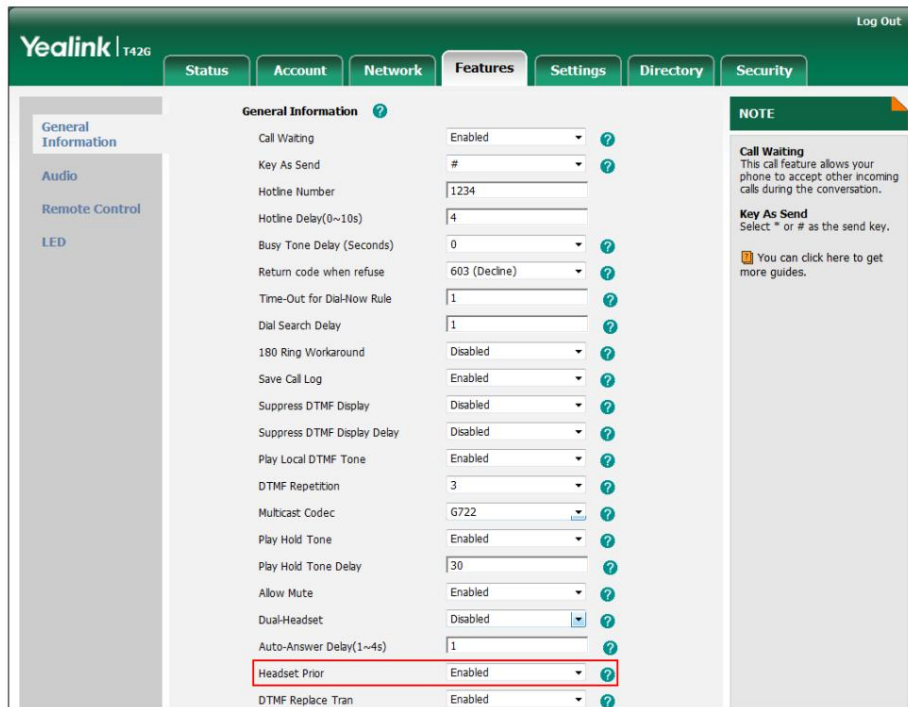 Log Out
Yealink | T42G
Status Account Network Features Settings Directory Security
General Information
Audio
Remote Control
LED
General Information ?
Call Waiting Enabled ?
Key As Send # ?
Hotline Number 1234
Hotline Delay(0~10s) 4
Busy Tone Delay (Seconds) 0 ?
Return code when refuse 603 (Decline) ?
Time-Out for Dial-Now Rule 1 ?
Dial Search Delay 1 ?
180 Ring Workaround Disabled ?
Save Call Log Enabled ?
Suppress DTMF Display Disabled ?
Suppress DTMF Display Delay Disabled ?
Play Local DTMF Tone Enabled ?
DTMF Repetition 3 ?
Multicast Codec G722 ?
Play Hold Tone Enabled ?
Play Hold Tone Delay 30 ?
Allow Mute Enabled ?
Dual-Headset Disabled ?
Auto-Answer Delay(1~4s) 1 ?
Headset Prior Enabled ?
DTMF Replace Tran Enabled ?
NOTE
Call Waiting
This call feature allows your
phone to accept other incoming
calls during the conversation.
Key As Send
Select * or # as the send key.
? You can click here to get
more guides.